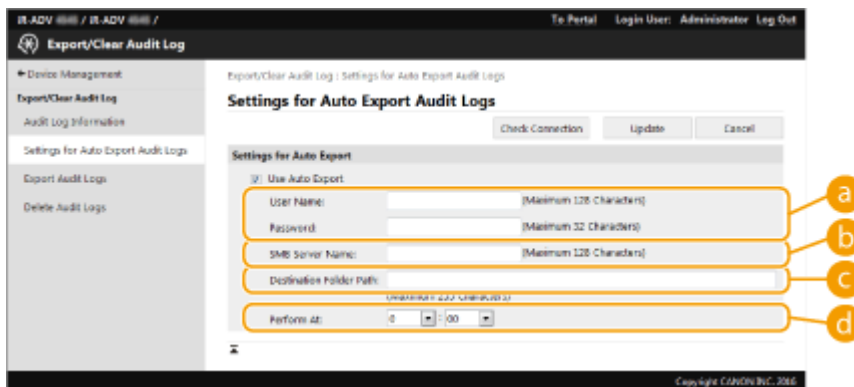 iR-ADV / iR-ADV /
To Portal Login User: Administrator Log Out
Export/Clear Audit Log
Device Management
Export/Clear Audit Log : Settings for Auto Export Audit Logs
Export/Clear Audit Log
Settings for Auto Export Audit Logs
Audit Log Information
Check Connection Update Cancel
Settings for Auto Export Audit Logs
Settings for Auto Export
Export Audit Logs
Use Auto Export
Delete Audit Logs
User Name: (Maximum 128 Characters)
a
Password: (Maximum 32 Characters)
SMB Server Name: (Maximum 128 Characters)
b
Destination Folder Path:
c
(Maximum 255 Characters)
Perform At: 0 : 00
d
Copyright CANON INC. 2016